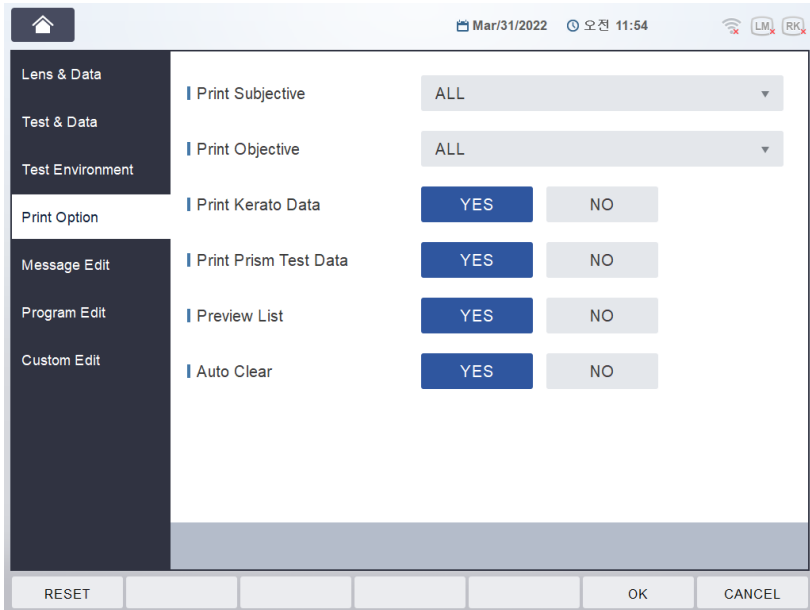 Mar/31/2022 오전 11:54 LM RK
Lens & Data
Test & Data
Test Environment
Print Option
Message Edit
Program Edit
Custom Edit
Print Subjective ALL
Print Objective ALL
Print Kerato Data YES NO
Print Prism Test Data YES NO
Preview List YES NO
Auto Clear YES NO
RESET OK CANCEL